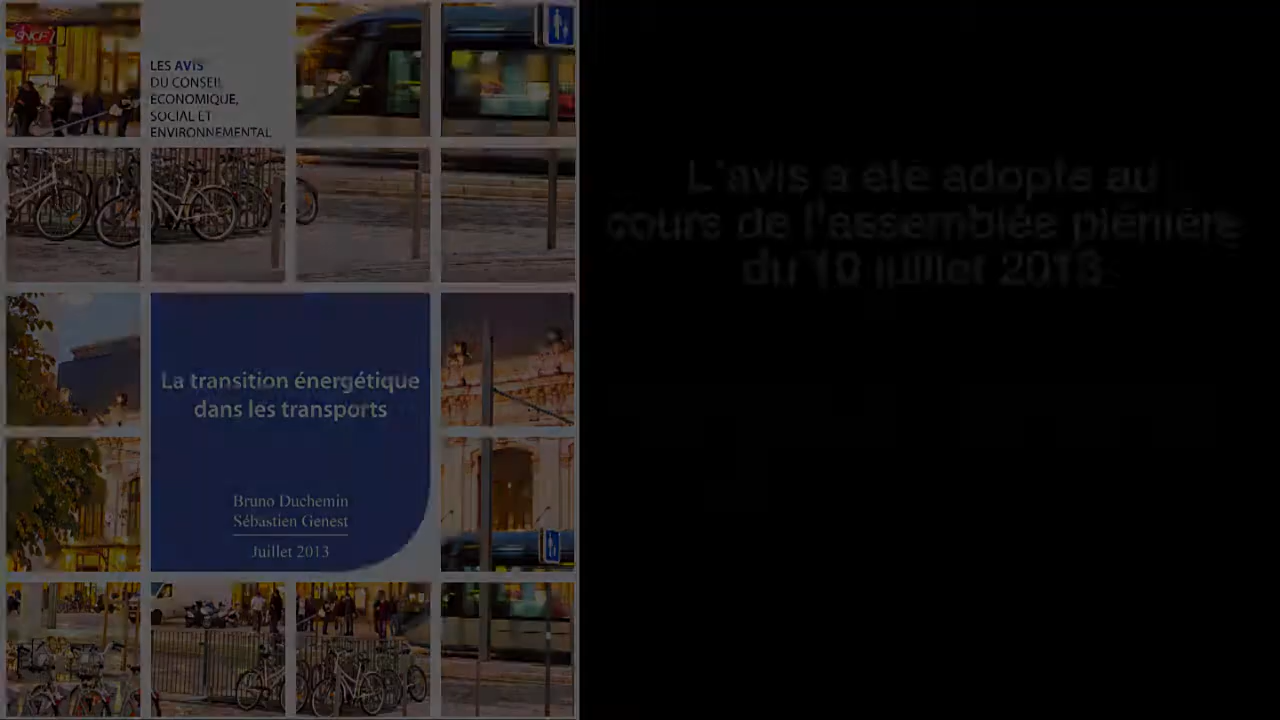 SNCF
LES AVIS
DU CONSEIL
ÉCONOMIQUE,
SOCIAL ET
ENVIRONNEMENTAL
La transition énergétique
dans les transports
Bruno Duchemin
Sébastien Genest
Juillet 2013
L'avis a été adopté au
cours de l'assemblée plénière
du 10 juillet 2013